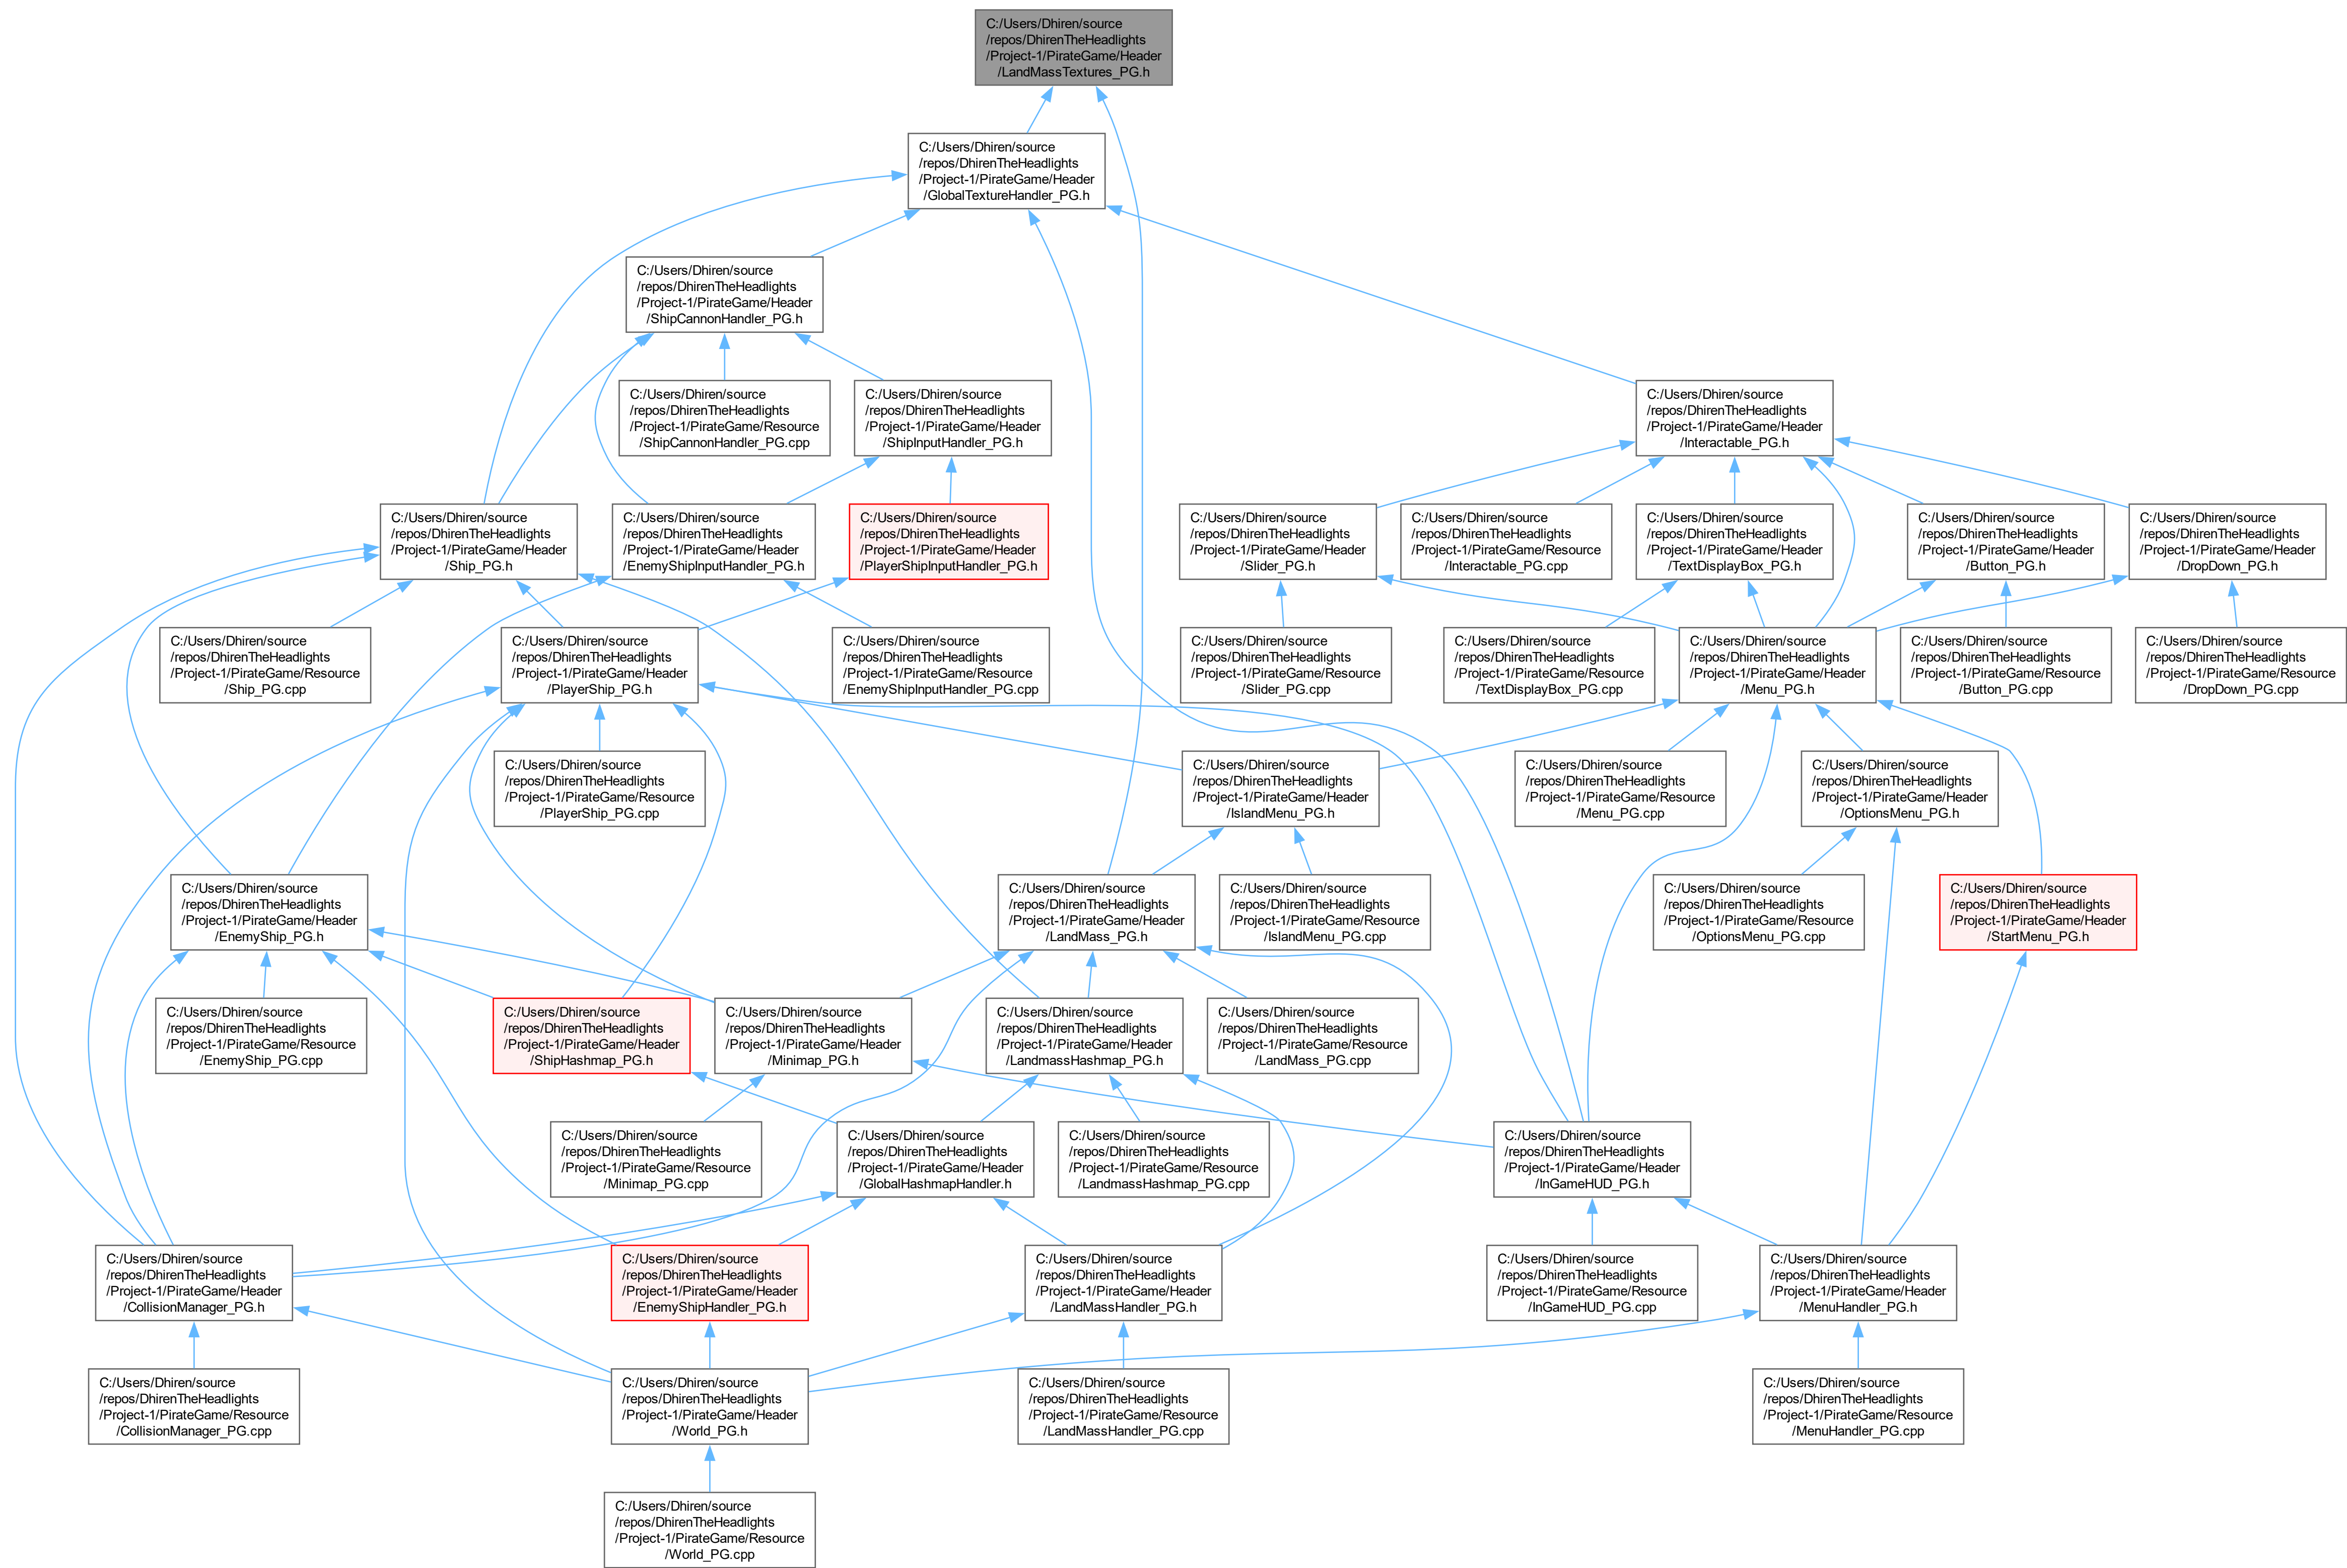 C:/Users/Dhiren/source
/repos/DhirenTheHeadlights
/Project-1/PirateGame/Header
/LandMassTextures_PG.h
C:/Users/Dhiren/source
/repos/DhirenTheHeadlights
/Project-1/PirateGame/Header
/GlobalTextureHandler_PG.h
C:/Users/Dhiren/source
/repos/DhirenTheHeadlights
/Project-1/PirateGame/Header
/ShipCannonHandler_PG.h
C:/Users/Dhiren/source
/repos/DhirenTheHeadlights
/Project-1/PirateGame/Resource
/ShipCannonHandler_PG.cpp
C:/Users/Dhiren/source
/repos/DhirenTheHeadlights
/Project-1/PirateGame/Header
/ShipInputHandler_PG.h
C:/Users/Dhiren/source
/repos/DhirenTheHeadlights
/Project-1/PirateGame/Header
/Interactable_PG.h
C:/Users/Dhiren/source
/repos/DhirenTheHeadlights
/Project-1/PirateGame/Header
/Ship_PG.h
C:/Users/Dhiren/source
/repos/DhirenTheHeadlights
/Project-1/PirateGame/Header
/EnemyShipInputHandler_PG.h
C:/Users/Dhiren/source
/repos/DhirenTheHeadlights
/Project-1/PirateGame/Header
/PlayerShipInputHandler_PG.h
C:/Users/Dhiren/source
/repos/DhirenTheHeadlights
/Project-1/PirateGame/Header
/Slider_PG.h
C:/Users/Dhiren/source
/repos/DhirenTheHeadlights
/Project-1/PirateGame/Resource
/Interactable_PG.cpp
C:/Users/Dhiren/source
/repos/DhirenTheHeadlights
/Project-1/PirateGame/Header
/TextDisplayBox_PG.h
C:/Users/Dhiren/source
/repos/DhirenTheHeadlights
/Project-1/PirateGame/Header
/Button_PG.h
C:/Users/Dhiren/source
/repos/DhirenTheHeadlights
/Project-1/PirateGame/Header
/DropDown_PG.h
C:/Users/Dhiren/source
/repos/DhirenTheHeadlights
/Project-1/PirateGame/Resource
/Ship_PG.cpp
C:/Users/Dhiren/source
/repos/DhirenTheHeadlights
/Project-1/PirateGame/Header
/PlayerShip_PG.h
C:/Users/Dhiren/source
/repos/DhirenTheHeadlights
/Project-1/PirateGame/Resource
/EnemyShipInputHandler_PG.cpp
C:/Users/Dhiren/source
/repos/DhirenTheHeadlights
/Project-1/PirateGame/Resource
/Slider_PG.cpp
C:/Users/Dhiren/source
/repos/DhirenTheHeadlights
/Project-1/PirateGame/Resource
/TextDisplayBox_PG.cpp
C:/Users/Dhiren/source
/repos/DhirenTheHeadlights
/Project-1/PirateGame/Header
/Menu_PG.h
C:/Users/Dhiren/source
/repos/DhirenTheHeadlights
/Project-1/PirateGame/Resource
/Button_PG.cpp
C:/Users/Dhiren/source
/repos/DhirenTheHeadlights
/Project-1/PirateGame/Resource
/DropDown_PG.cpp
C:/Users/Dhiren/source
/repos/DhirenTheHeadlights
/Project-1/PirateGame/Resource
/PlayerShip_PG.cpp
C:/Users/Dhiren/source
/repos/DhirenTheHeadlights
/Project-1/PirateGame/Header
/IslandMenu_PG.h
C:/Users/Dhiren/source
/repos/DhirenTheHeadlights
/Project-1/PirateGame/Resource
/Menu_PG.cpp
C:/Users/Dhiren/source
/repos/DhirenTheHeadlights
/Project-1/PirateGame/Header
/OptionsMenu_PG.h
C:/Users/Dhiren/source
/repos/DhirenTheHeadlights
/Project-1/PirateGame/Header
/EnemyShip_PG.h
C:/Users/Dhiren/source
/repos/DhirenTheHeadlights
/Project-1/PirateGame/Header
/LandMass_PG.h
C:/Users/Dhiren/source
/repos/DhirenTheHeadlights
/Project-1/PirateGame/Resource
/IslandMenu_PG.cpp
C:/Users/Dhiren/source
/repos/DhirenTheHeadlights
/Project-1/PirateGame/Resource
/OptionsMenu_PG.cpp
C:/Users/Dhiren/source
/repos/DhirenTheHeadlights
/Project-1/PirateGame/Header
/StartMenu_PG.h
C:/Users/Dhiren/source
/repos/DhirenTheHeadlights
/Project-1/PirateGame/Resource
/EnemyShip_PG.cpp
C:/Users/Dhiren/source
/repos/DhirenTheHeadlights
/Project-1/PirateGame/Header
/ShipHashmap_PG.h
C:/Users/Dhiren/source
/repos/DhirenTheHeadlights
/Project-1/PirateGame/Header
/Minimap_PG.h
C:/Users/Dhiren/source
/repos/DhirenTheHeadlights
/Project-1/PirateGame/Header
/LandmassHashmap_PG.h
C:/Users/Dhiren/source
/repos/DhirenTheHeadlights
/Project-1/PirateGame/Resource
/LandMass_PG.cpp
C:/Users/Dhiren/source
/repos/DhirenTheHeadlights
/Project-1/PirateGame/Resource
/Minimap_PG.cpp
C:/Users/Dhiren/source
/repos/DhirenTheHeadlights
/Project-1/PirateGame/Header
/GlobalHashmapHandler.h
C:/Users/Dhiren/source
/repos/DhirenTheHeadlights
/Project-1/PirateGame/Resource
/LandmassHashmap_PG.cpp
C:/Users/Dhiren/source
/repos/DhirenTheHeadlights
/Project-1/PirateGame/Header
/InGameHUD_PG.h
C:/Users/Dhiren/source
/repos/DhirenTheHeadlights
/Project-1/PirateGame/Header
/CollisionManager_PG.h
C:/Users/Dhiren/source
/repos/DhirenTheHeadlights
/Project-1/PirateGame/Header
/EnemyShipHandler_PG.h
C:/Users/Dhiren/source
/repos/DhirenTheHeadlights
/Project-1/PirateGame/Header
/LandMassHandler_PG.h
C:/Users/Dhiren/source
/repos/DhirenTheHeadlights
/Project-1/PirateGame/Resource
/InGameHUD_PG.cpp
C:/Users/Dhiren/source
/repos/DhirenTheHeadlights
/Project-1/PirateGame/Header
/MenuHandler_PG.h
C:/Users/Dhiren/source
/repos/DhirenTheHeadlights
/Project-1/PirateGame/Resource
/CollisionManager_PG.cpp
C:/Users/Dhiren/source
/repos/DhirenTheHeadlights
/Project-1/PirateGame/Header
/World_PG.h
C:/Users/Dhiren/source
/repos/DhirenTheHeadlights
/Project-1/PirateGame/Resource
/LandMassHandler_PG.cpp
C:/Users/Dhiren/source
/repos/DhirenTheHeadlights
/Project-1/PirateGame/Resource
/MenuHandler_PG.cpp
C:/Users/Dhiren/source
/repos/DhirenTheHeadlights
/Project-1/PirateGame/Resource
/World_PG.cpp